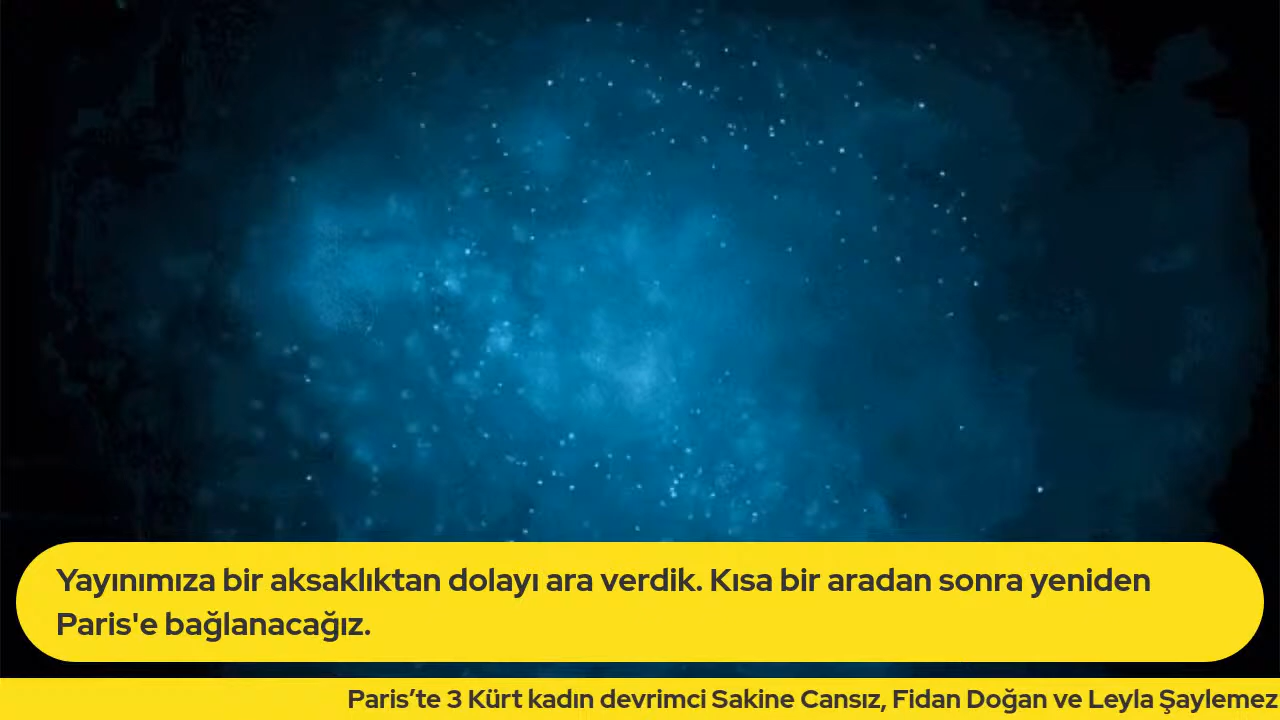 Yayınımıza bir aksaklıktan dolayı ara verdik. Kısa bir aradan sonra yeniden
Paris'e bağlanacağız.
Paris’te 3 Kürt kadın devrimci Sakine Cansız, Fidan Doğan ve Leyla Şaylemez